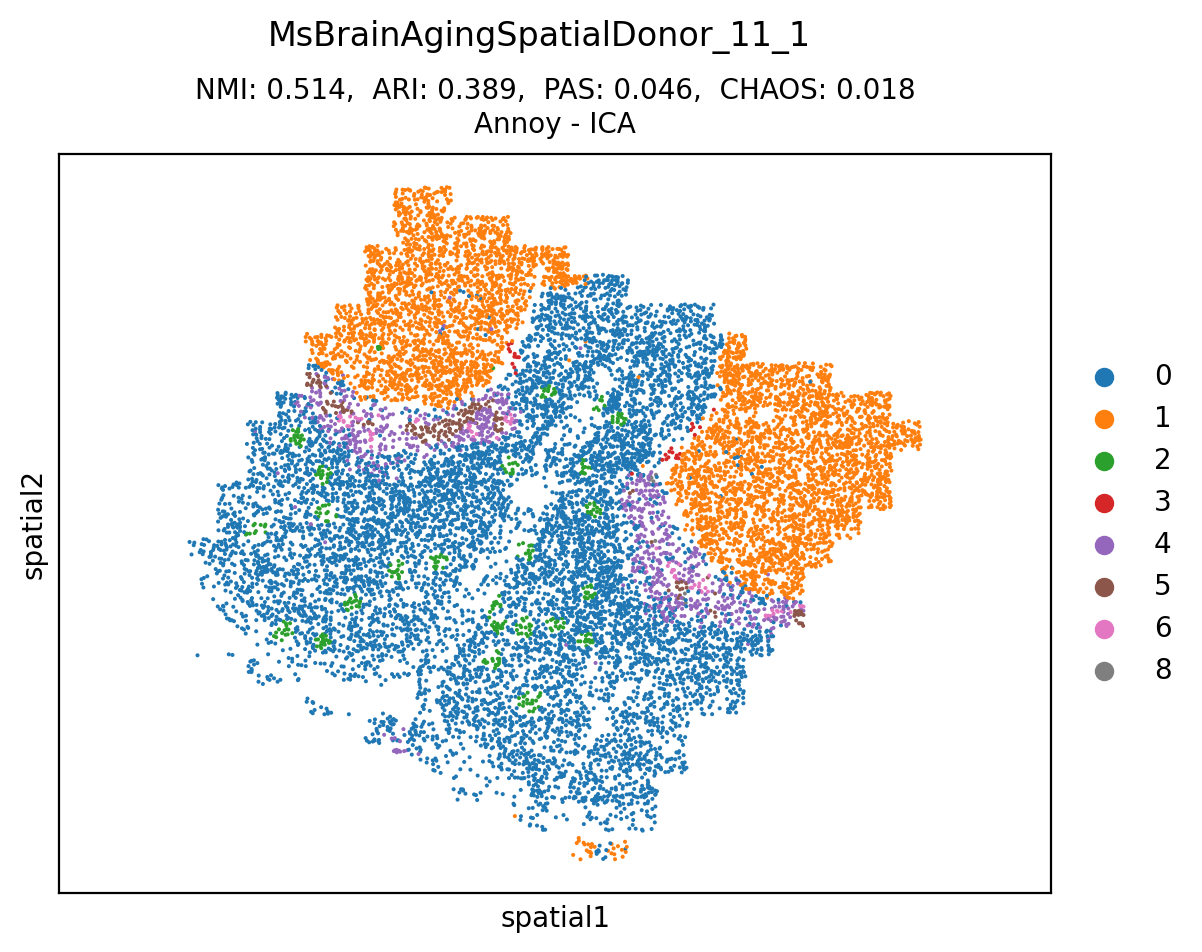 MsBrainAgingSpatialDonor_11_1
NMI: 0.514,  ARI: 0.389,  PAS: 0.046,  CHAOS: 0.018
Annoy - ICA
spatial2
0
1
2
3
4
5
6
8
spatial1